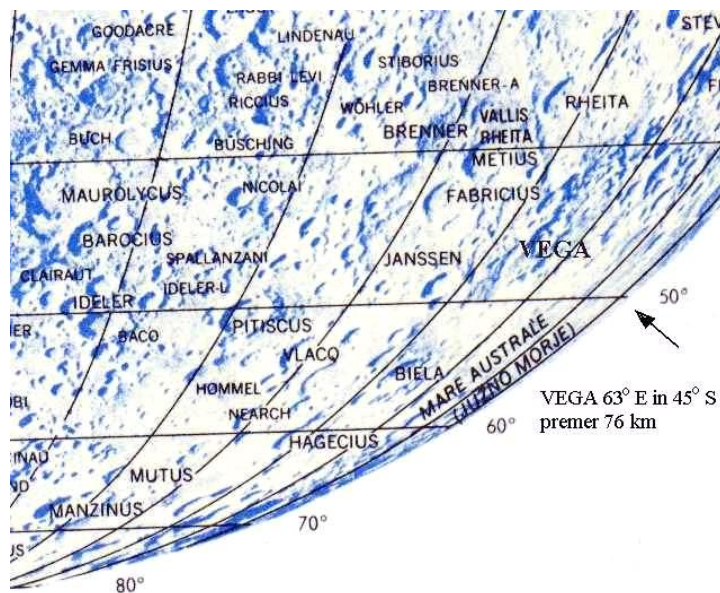 GOODACRE
LINDENAU
STEV
GEMMA FRISIUS
STIBORIUS
RABBI LEVI
RICCIUS
BRENNER-A
WÖHLER
RHEITA
VALLIS
RHEITA
BRENNER
BUCH
BÜSCHING
METIUS
MAUROLYCUS
NICOLAI
FABRICIUS
BAROCIUS
SPALLANZANI
JANSSEN
VEGA
CLAIRAUT
IDELER-L
IDELER
50°
BACO
PITISCUS
VLACQ
MARE AUSTRALE
(JUŽNO MORJE)
BIELA
HOMMEL
VEGA 63° E in 45° S
premer 76 km
NEARCH
60°
HAGECIUS
MUTUS
MANZINUS
70°
80°